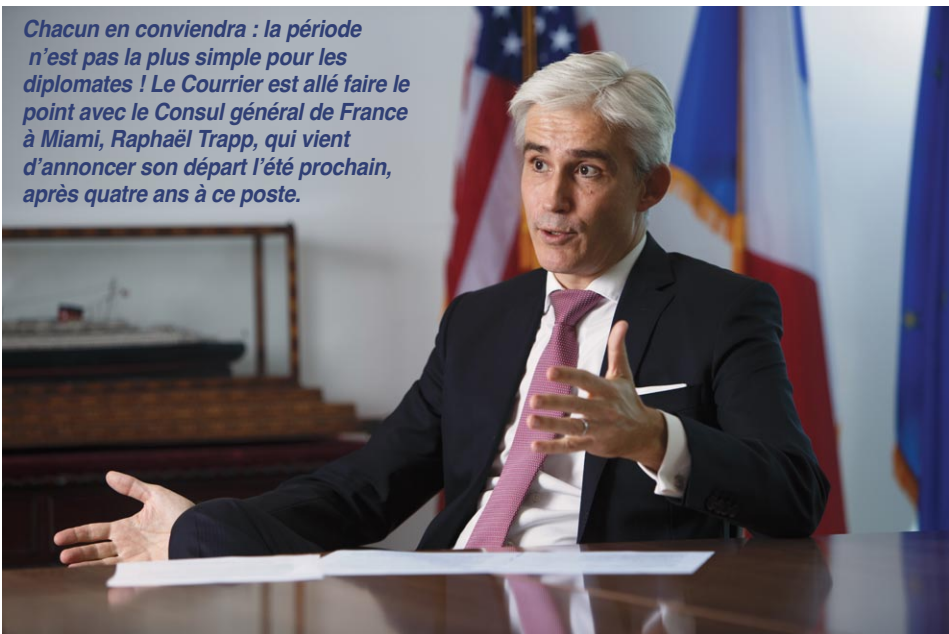 Chacun en conviendra : la période
n’est pas la plus simple pour les
diplomates ! Le Courrier est allé faire le
point avec le Consul général de France
à Miami, Raphaël Trapp, qui vient
d’annoncer son départ l’été prochain,
après quatre ans à ce poste.